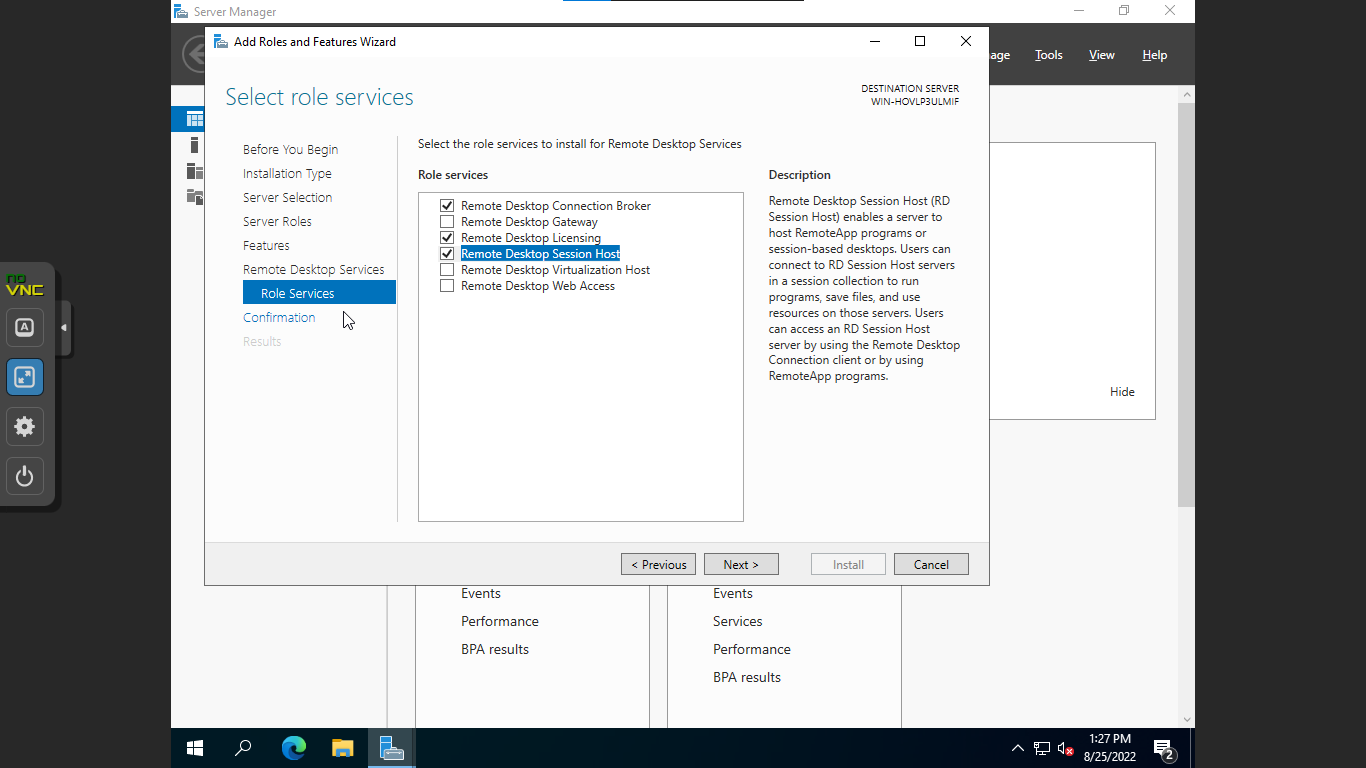 Server Manager
Add Roles and Features Wizard
age Tools View Help
Select role services
DESTINATION SERVER
WIN-HOVLP3ULMIF
Before You Begin
Installation Type
Server Selection
Server Roles
Features
Remote Desktop Services
Role Services
Confirmation
Results
Select the role services to install for Remote Desktop Services
Role services
Remote Desktop Connection Broker
Remote Desktop Gateway
Remote Desktop Licensing
Remote Desktop Session Host
Remote Desktop Virtualization Host
Remote Desktop Web Access
Description
Remote Desktop Session Host (RD
Session Host) enables a server to
host RemoteApp programs or
session-based desktops. Users can
connect to RD Session Host servers
in a session collection to run
programs, save files, and use
resources on those servers. Users
can access an RD Session Host
server by using the Remote Desktop
Connection client or by using
RemoteApp programs.
Hide
< Previous Next > Install Cancel
Events
Performance
BPA results
Events
Services
Performance
BPA results
no
VNC
A
1:27 PM
8/25/2022
2